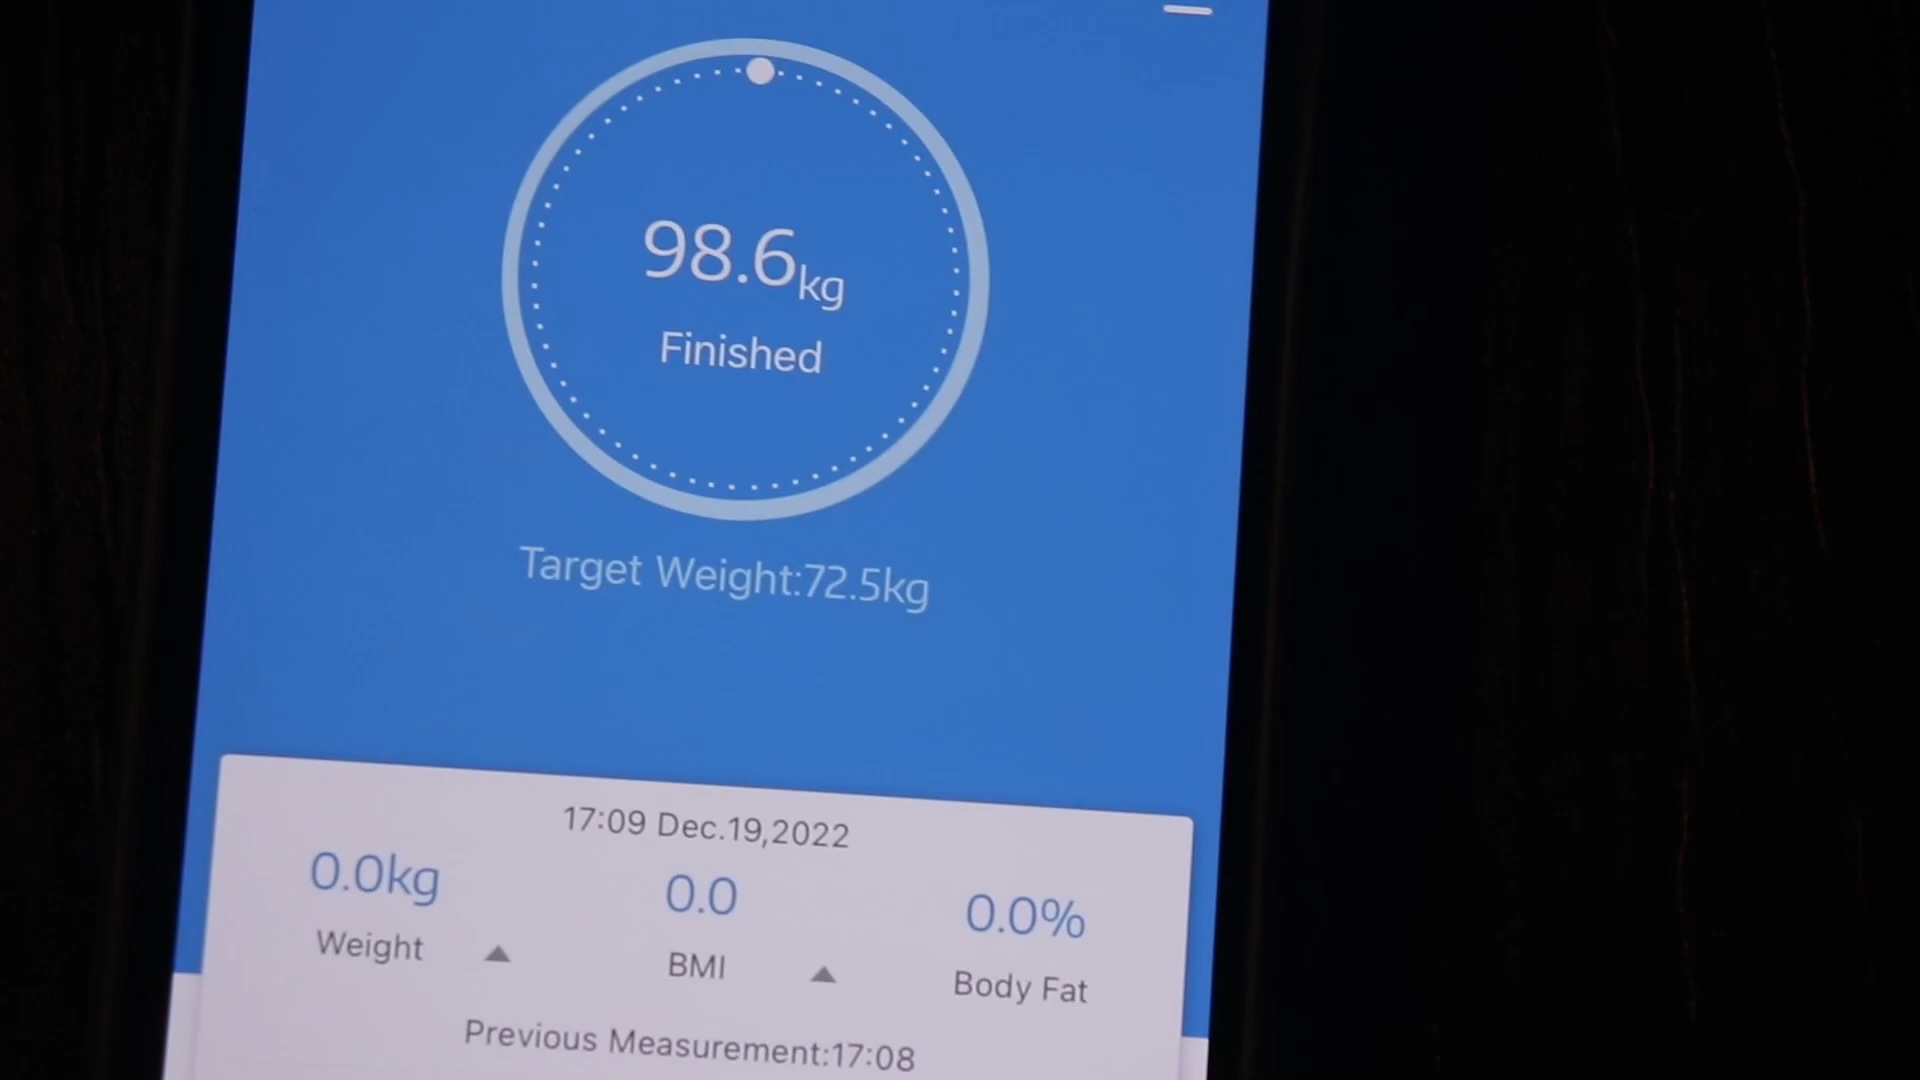 98.6kg
Finished
Target Weight:72.5kg
17:09 Dec.19,2022
0.0kg 0.0 0.0%
Weight BMI Body Fat
Previous Measurement:17:08